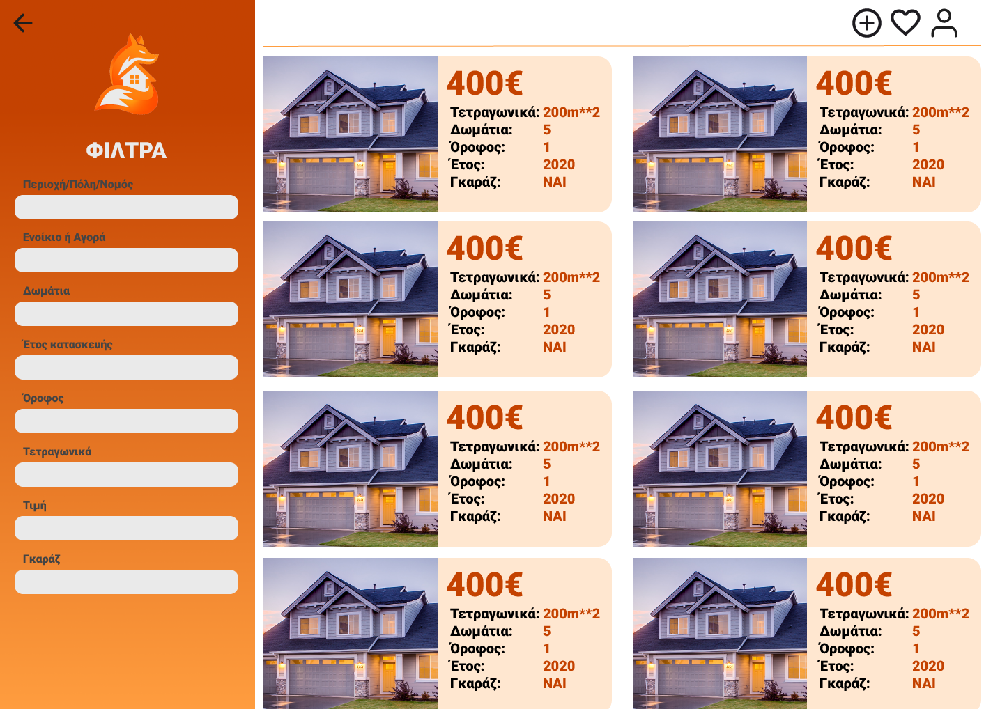 ΦΙΛΤΡΑ
Περιοχή/Πόλη/Νομός
Ενοίκιο ή Αγορά
Δωμάτια
Έτος κατασκευής
Όροφος
Τετραγωνικά
Τιμή
Γκαράζ
400€
Τετραγωνικά: 200m**2
Δωμάτια: 5
Όροφος: 1
Έτος: 2020
Γκαράζ: ΝΑΙ
400€
Τετραγωνικά: 200m**2
Δωμάτια: 5
Όροφος: 1
Έτος: 2020
Γκαράζ: ΝΑΙ
400€
Τετραγωνικά: 200m**2
Δωμάτια: 5
Όροφος: 1
Έτος: 2020
Γκαράζ: ΝΑΙ
400€
Τετραγωνικά: 200m**2
Δωμάτια: 5
Όροφος: 1
Έτος: 2020
Γκαράζ: ΝΑΙ
400€
Τετραγωνικά: 200m**2
Δωμάτια: 5
Όροφος: 1
Έτος: 2020
Γκαράζ: ΝΑΙ
400€
Τετραγωνικά: 200m**2
Δωμάτια: 5
Όροφος: 1
Έτος: 2020
Γκαράζ: ΝΑΙ
400€
Τετραγωνικά: 200m**2
Δωμάτια: 5
Όροφος: 1
Έτος: 2020
Γκαράζ: ΝΑΙ
400€
Τετραγωνικά: 200m**2
Δωμάτια: 5
Όροφος: 1
Έτος: 2020
Γκαράζ: ΝΑΙ